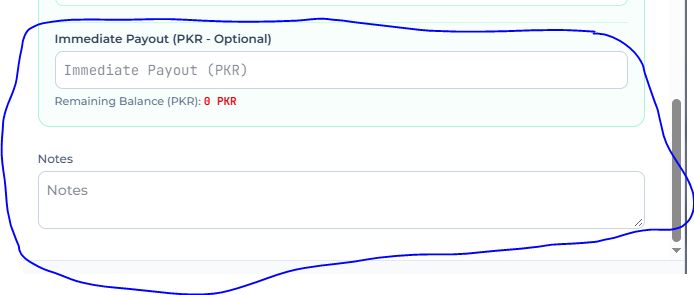 Immediate Payout (PKR - Optional)
Immediate Payout (PKR)
Remaining Balance (PKR): 0 PKR
Notes
Notes